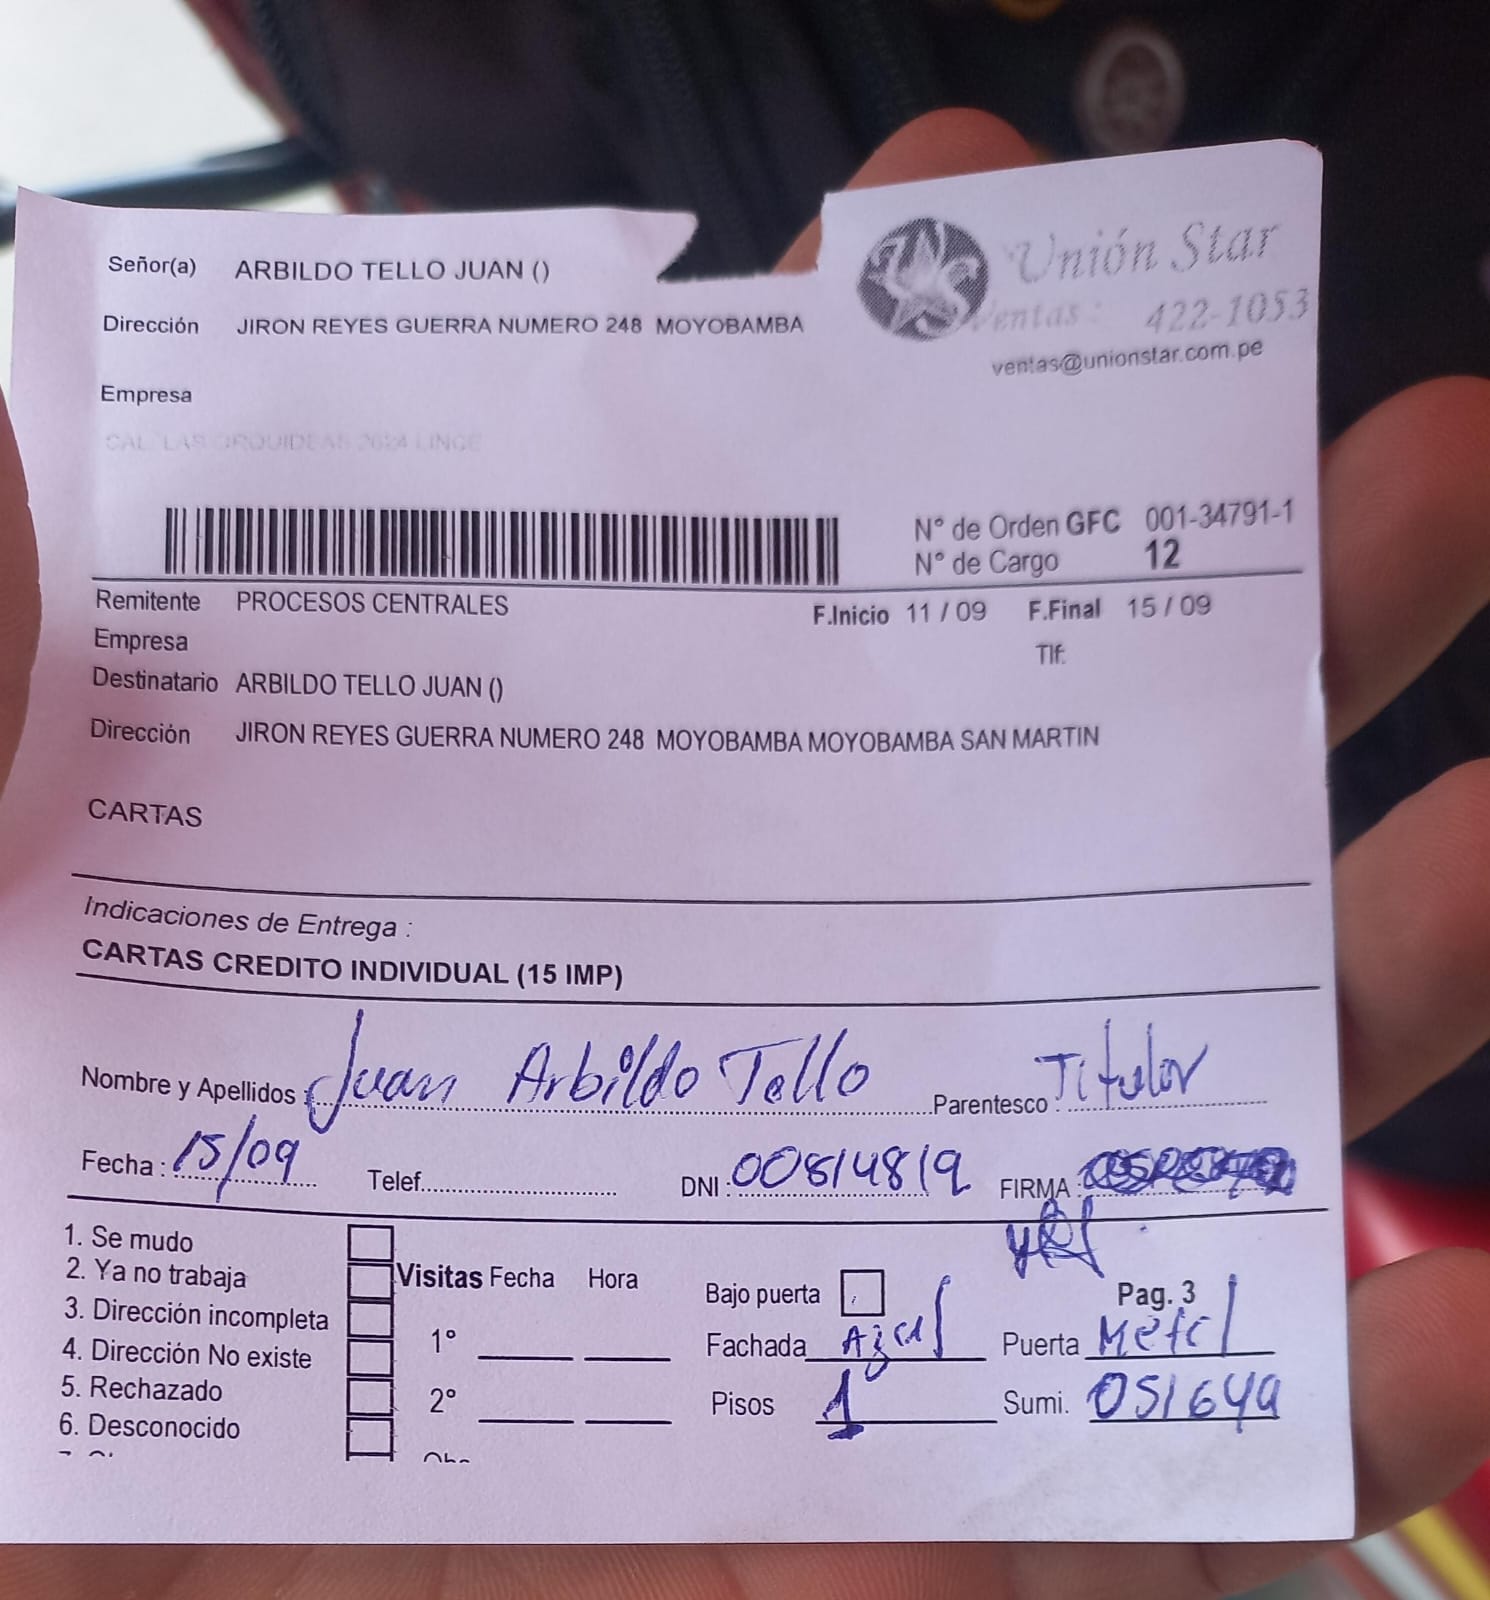 Señor(a) ARBILDO TELLO JUAN ()
Unión Star
Dirección JIRON REYES GUERRA NUMERO 248 MOYOBAMBA
Ventas: 422-1053
ventas@unionstar.com.pe
Empresa
CAL LAS ORQUIDEAS 2624 LINCE
N° de Orden GFC 001-34791-1
N° de Cargo 12
Remitente PROCESOS CENTRALES F.Inicio 11 / 09 F.Final 15 / 09
Empresa Tlf:
Destinatario ARBILDO TELLO JUAN ()
Dirección JIRON REYES GUERRA NUMERO 248 MOYOBAMBA MOYOBAMBA SAN MARTIN
CARTAS
Indicaciones de Entrega :
CARTAS CREDITO INDIVIDUAL (15 IMP)
Nombre y Apellidos : Juan Arbildo Tello Parentesco : Titular
Fecha : 15/09 Telef. DNI : 00814819 FIRMA :
1. Se mudo
2. Ya no trabaja Visitas Fecha Hora Bajo puerta Pag. 3
3. Dirección incompleta 1° Fachada Azul Puerta Metal
4. Dirección No existe
5. Rechazado 2° Pisos 1 Sumi. 051649
6. Desconocido